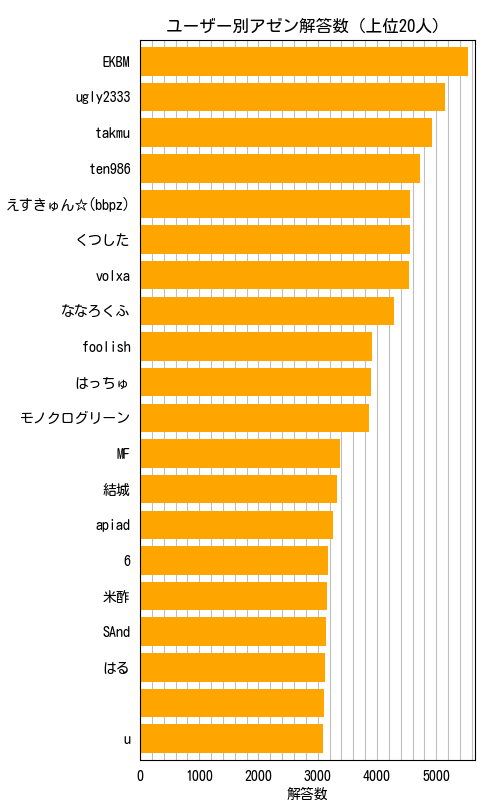 ユーザー別アゼン解答数 (上位20人)
EKBM
ugly2333
takmu
ten986
えすきゅん☆(bbpz)
くつした
volxa
ななろくふ
foolish
はっちゅ
モノクログリーン
MF
結城
apiad
6
米酢
SAnd
はる
u
0 1000 2000 3000 4000 5000
解答数